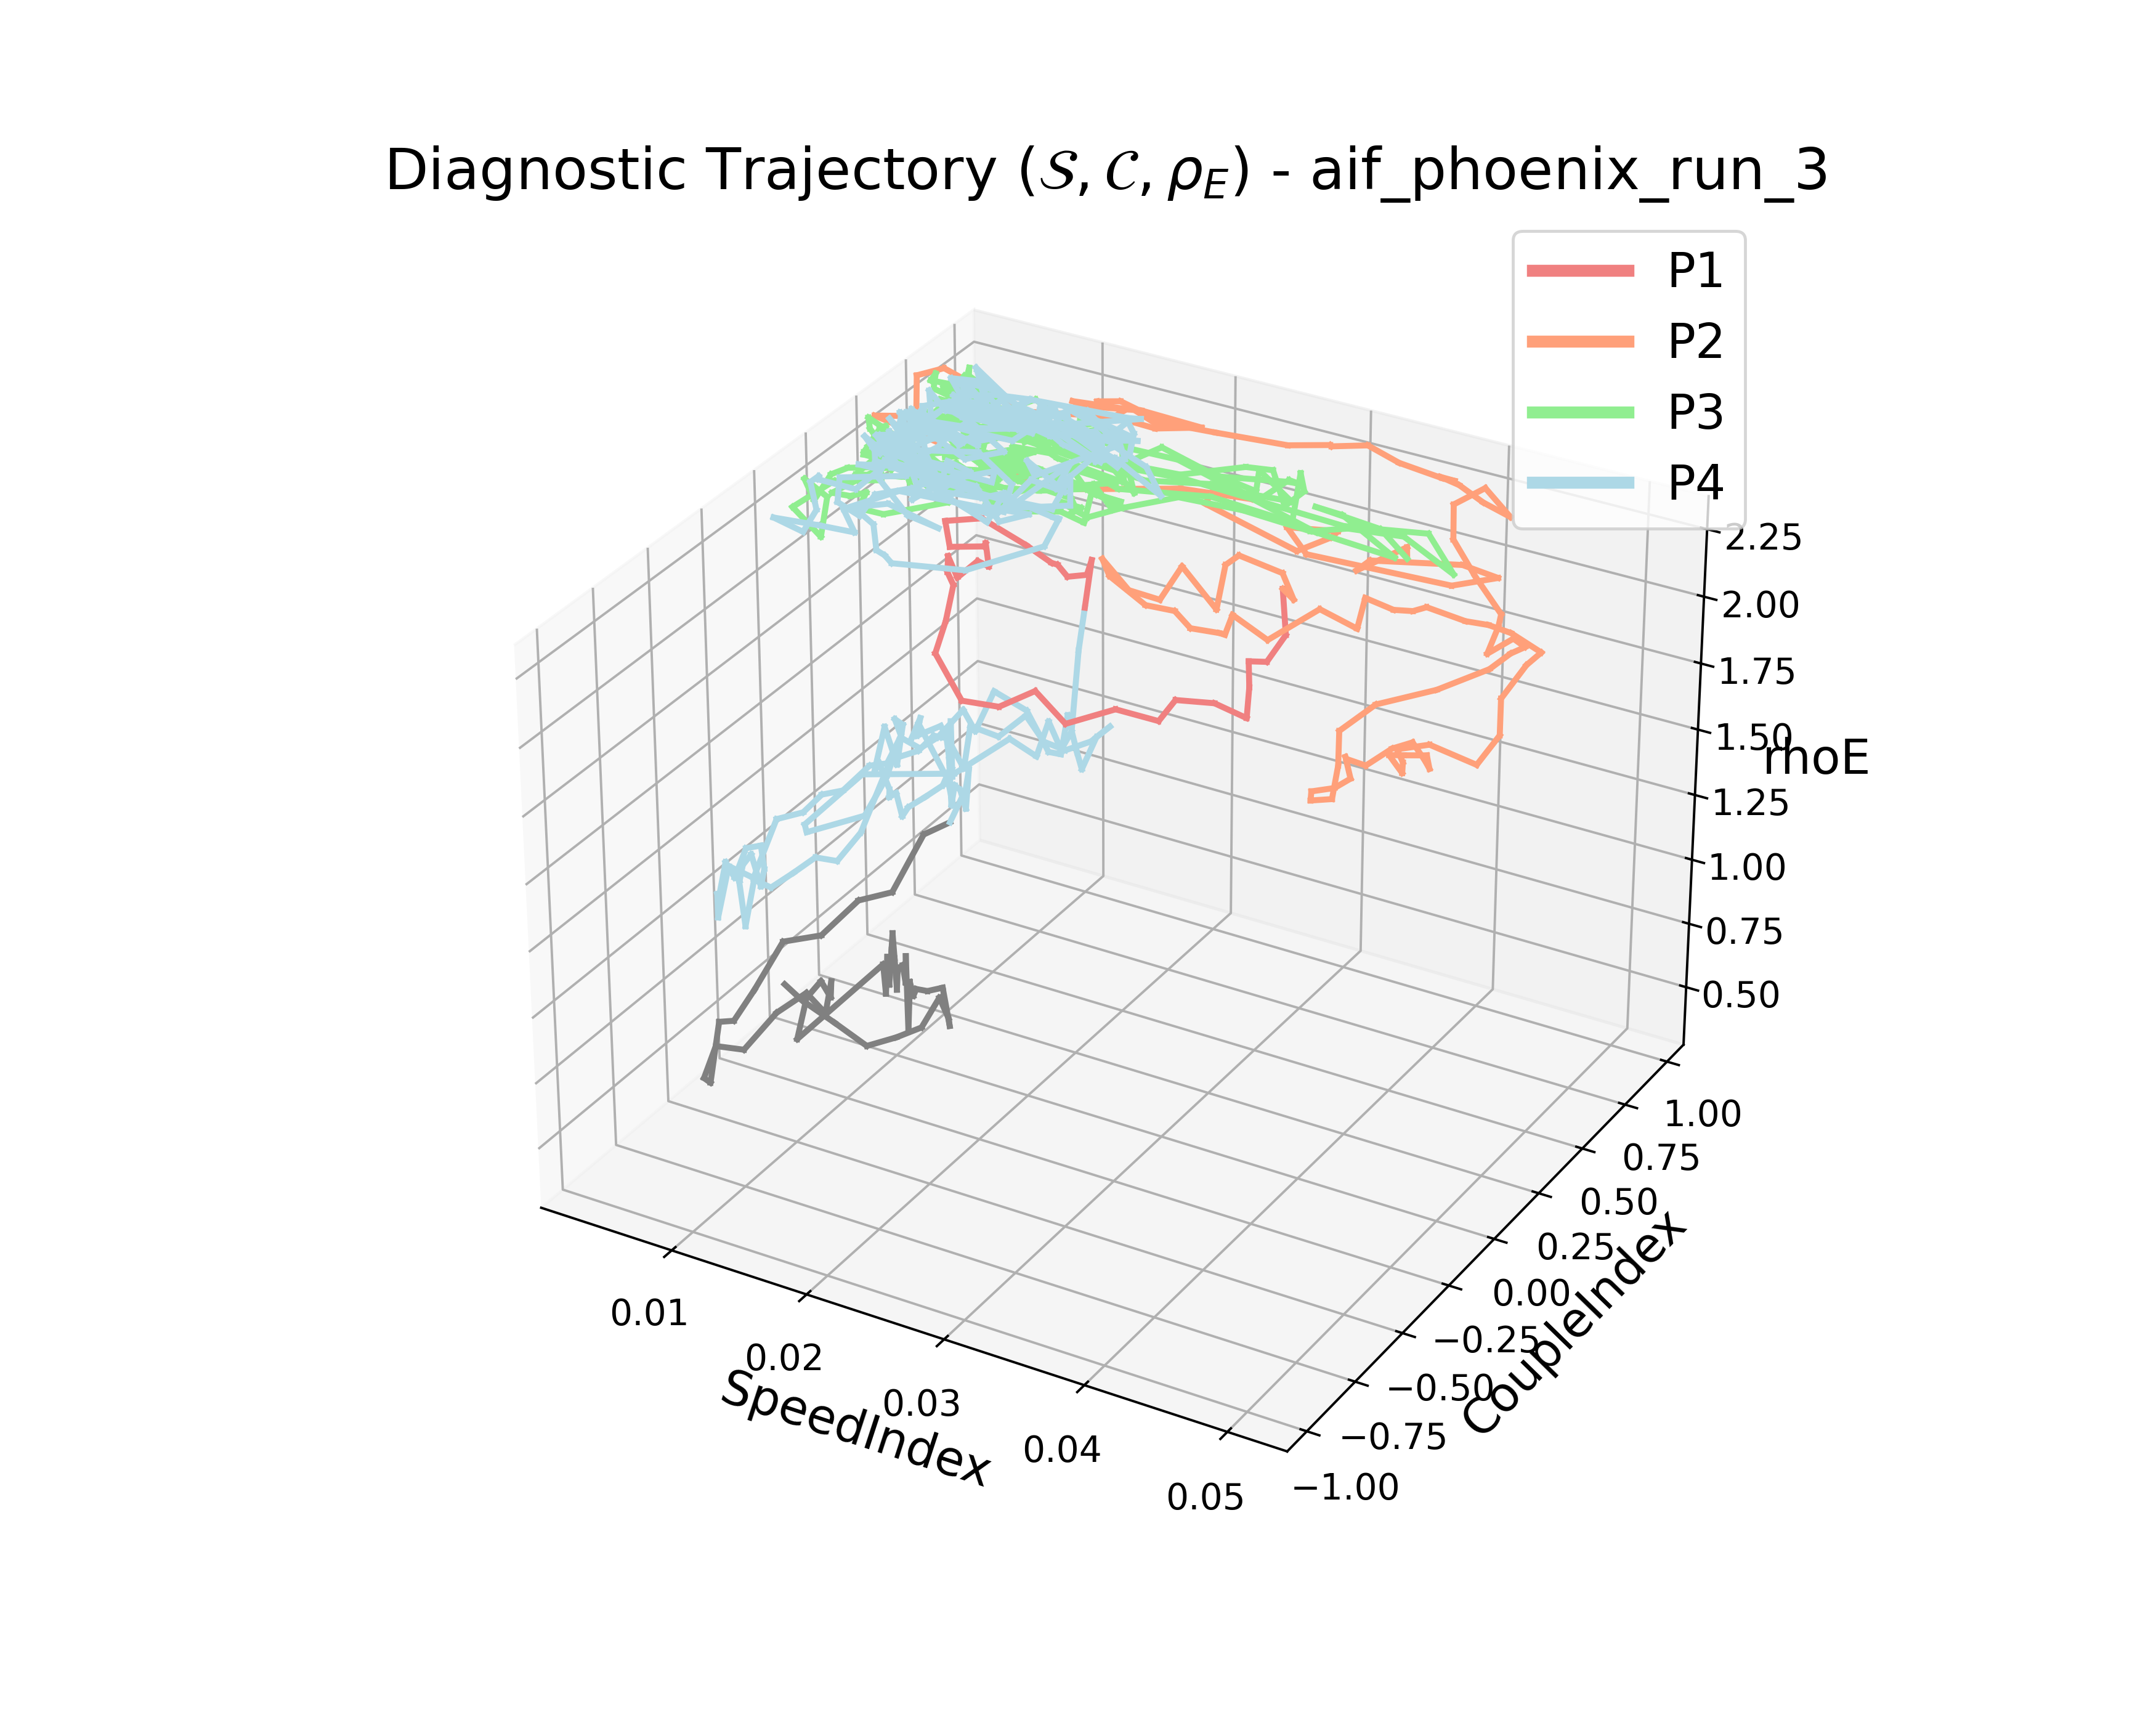 Diagnostic Trajectory (𝒮, 𝒞, ρ_E) - aif_phoenix_run_3
P1
P2
P3
P4
2.25
2.00
1.75
1.50
rhoE
1.25
1.00
0.75
0.50
1.00
0.75
0.50
0.25
0.00
−0.25
−0.50
−0.75
−1.00
CoupleIndex
0.01
0.02
0.03
0.04
0.05
SpeedIndex